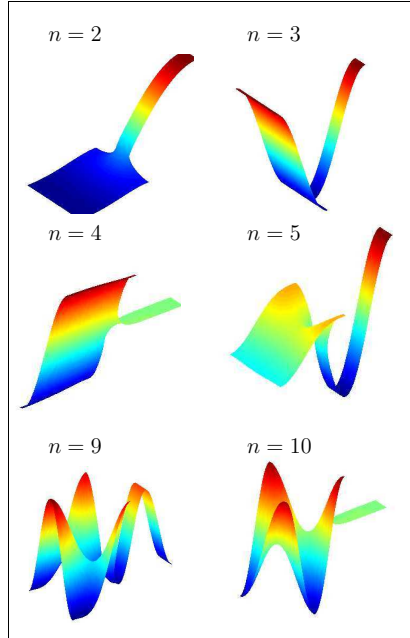 n = 2
n = 3
n = 4
n = 5
n = 9
n = 10